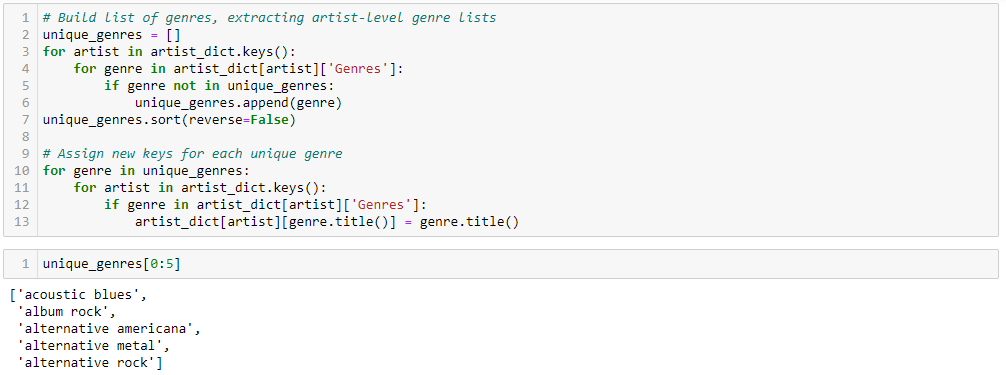 1 # Build list of genres, extracting artist-level genre lists
2 unique_genres = []
3 for artist in artist_dict.keys():
4     for genre in artist_dict[artist]['Genres']:
5         if genre not in unique_genres:
6             unique_genres.append(genre)
7 unique_genres.sort(reverse=False)
8
9 # Assign new keys for each unique genre
10 for genre in unique_genres:
11     for artist in artist_dict.keys():
12         if genre in artist_dict[artist]['Genres']:
13             artist_dict[artist][genre.title()] = genre.title()
1 unique_genres[0:5]
['acoustic blues',
 'album rock',
 'alternative americana',
 'alternative metal',
 'alternative rock']